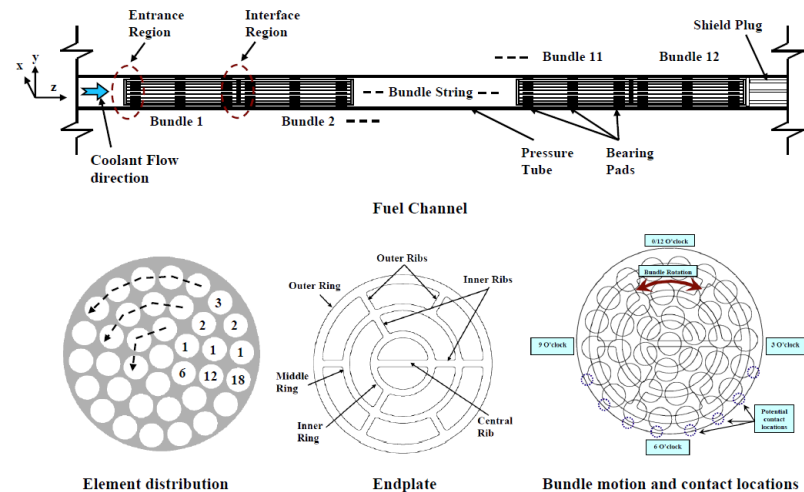 Entrance
Region
Interface
Region
Shield Plug
Bundle 11
Bundle 12
y
x
z
Bundle String
Bundle 1
Bundle 2
Coolant Flow
direction
Pressure
Tube
Bearing
Pads
Fuel Channel
3
2 2
1 1 1
6 12 18
Element distribution
Outer Ribs
Outer Ring
Inner Ribs
Middle
Ring
Inner
Ring
Central
Rib
Endplate
0/12 O'clock
Bundle Rotation
9 O'clock
3 O'clock
Potential
contact
locations
6 O'clock
Bundle motion and contact locations